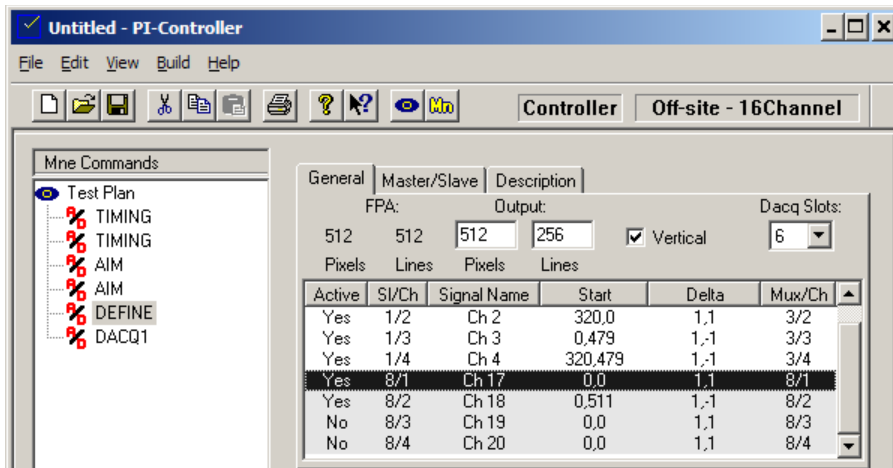 Untitled - PI-Controller
File Edit View Build Help
Controller Off-site - 16Channel
Mne Commands
Test Plan
TIMING
TIMING
AIM
AIM
DEFINE
DACQ1
General Master/Slave Description
FPA: Output: Dacq Slots:
512 512 512 256 Vertical 6
Pixels Lines Pixels Lines
Active Sl/Ch Signal Name Start Delta Mux/Ch
Yes 1/2 Ch 2 320,0 1,1 3/2
Yes 1/3 Ch 3 0,479 1,-1 3/3
Yes 1/4 Ch 4 320,479 1,-1 3/4
Yes 8/1 Ch 17 0,0 1,1 8/1
Yes 8/2 Ch 18 0,511 1,-1 8/2
No 8/3 Ch 19 0,0 1,1 8/3
No 8/4 Ch 20 0,0 1,1 8/4